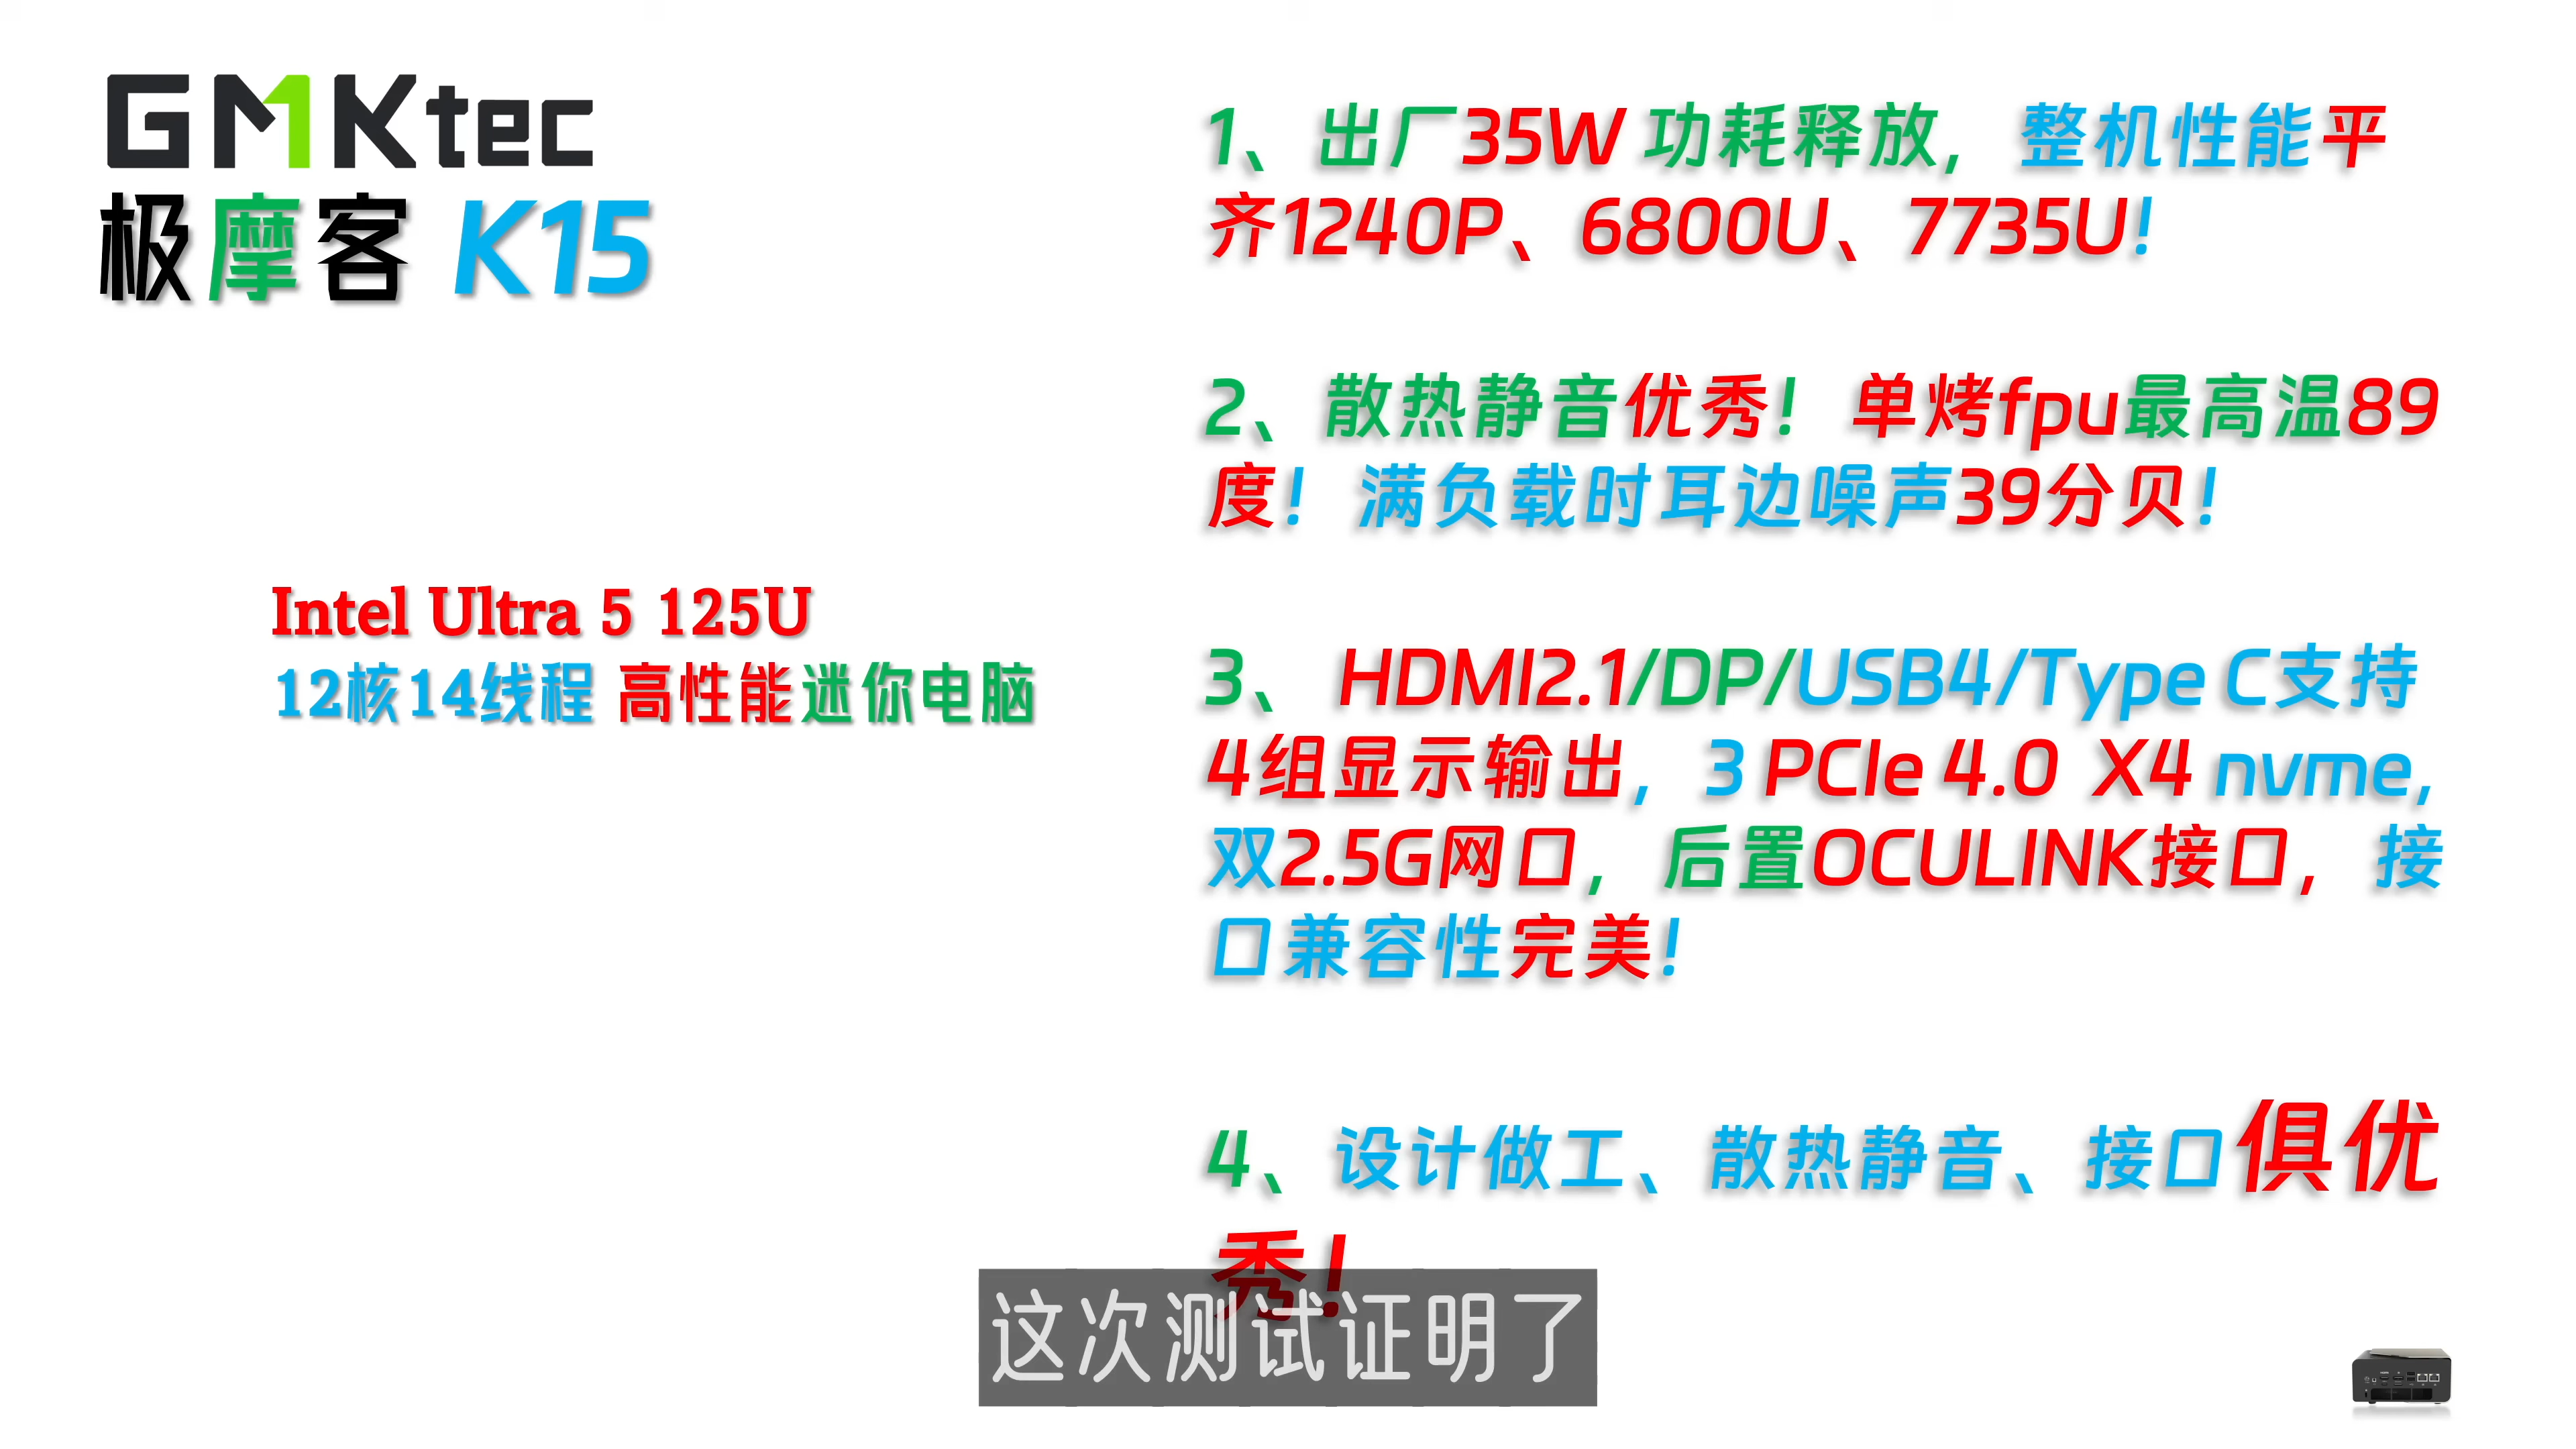 GMKtec
极摩客 K15
Intel Ultra 5 125U
12核14线程 高性能迷你电脑
1、出厂35W 功耗释放，整机性能平
齐1240P、6800U、7735U！
2、散热静音优秀！单烤fpu最高温89
度！满负载时耳边噪声39分贝！
3、HDMI2.1/DP/USB4/Type C支持
4组显示输出，3 PCIe 4.0 X4 nvme,
双2.5G网口，后置OCULINK接口，接
口兼容性完美！
4、设计做工、散热静音、接口俱优
秀！
这次测试证明了